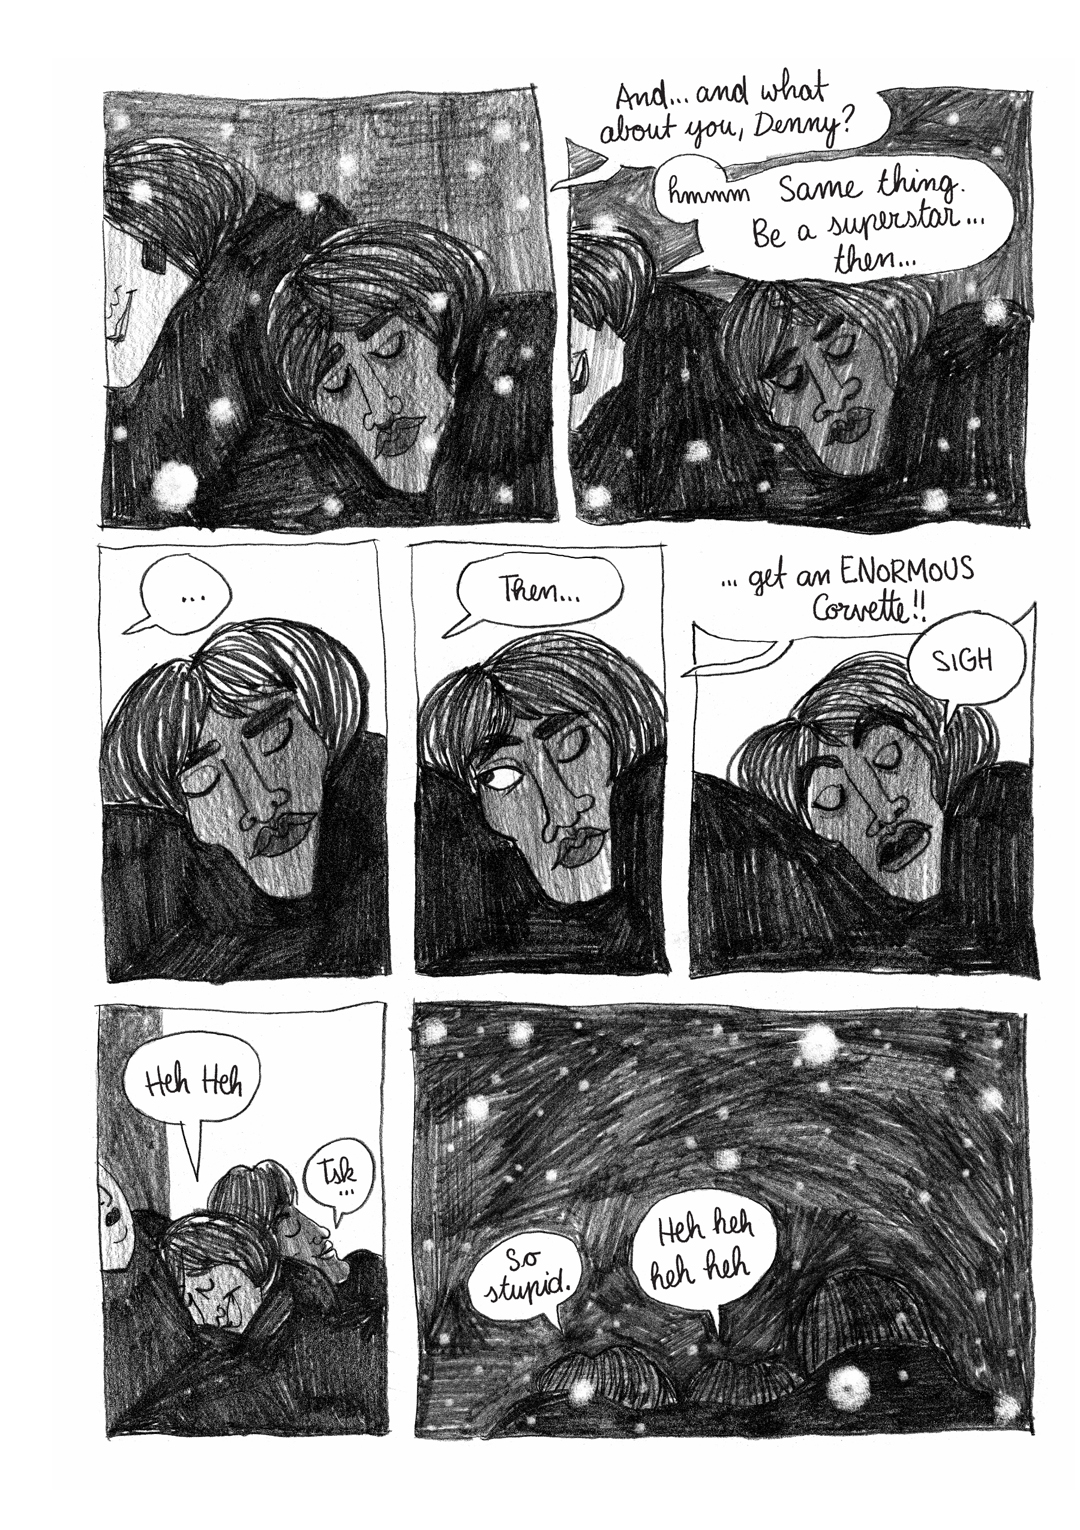 And... and what
about you, Denny?
hmmm Same thing.
Be a superstar...
then...
...
Then...
... get an ENORMOUS
Corvette!!
SIGH
Heh Heh
Tsk
...
So
stupid.
Heh heh
heh heh